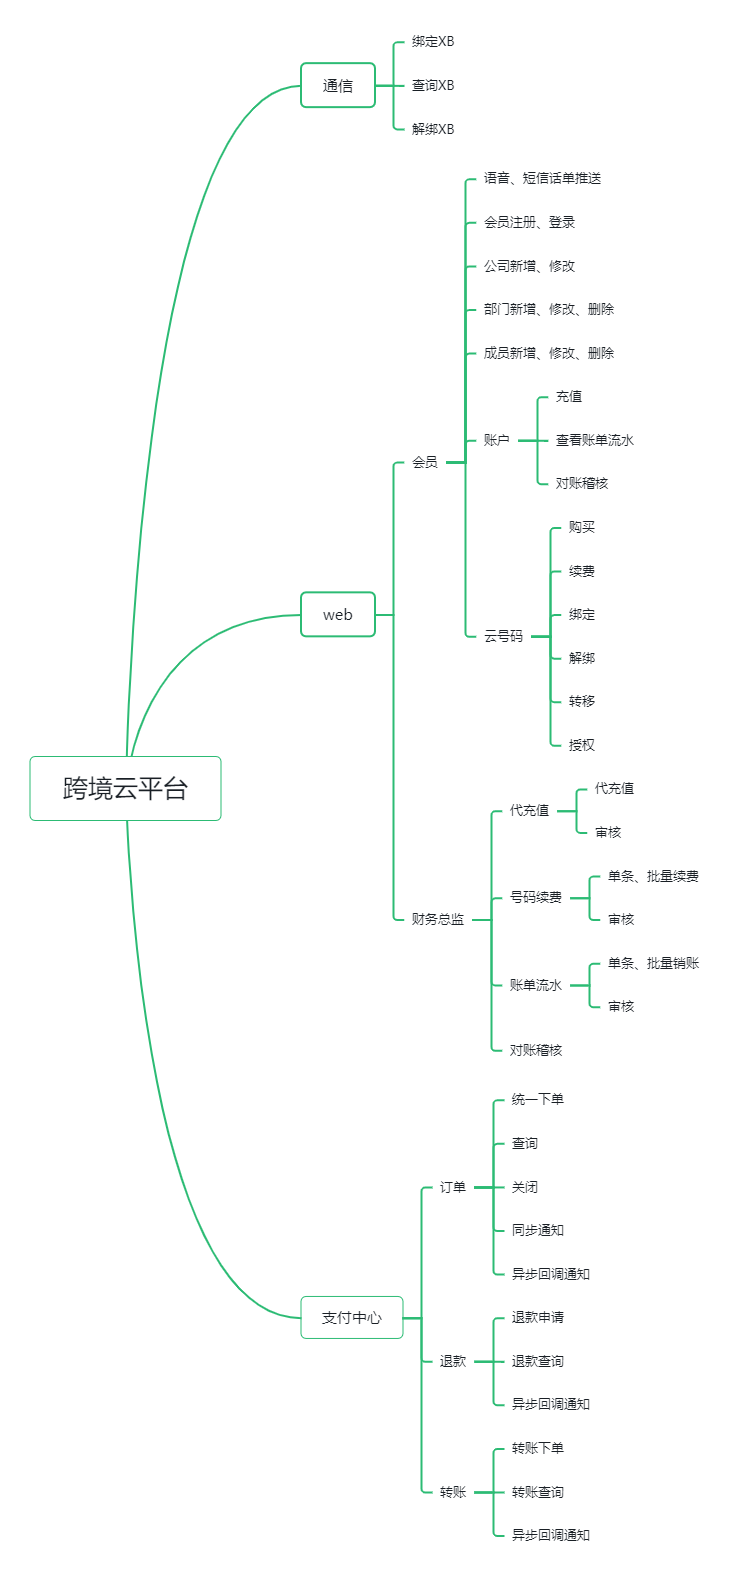 跨境云平台
通信
绑定XB
查询XB
解绑XB
web
会员
语音、短信话单推送
会员注册、登录
公司新增、修改
部门新增、修改、删除
成员新增、修改、删除
账户
充值
查看账单流水
对账稽核
云号码
购买
续费
绑定
解绑
转移
授权
财务总监
代充值
代充值
审核
号码续费
单条、批量续费
审核
账单流水
单条、批量销账
审核
对账稽核
支付中心
订单
统一下单
查询
关闭
同步通知
异步回调通知
退款
退款申请
退款查询
异步回调通知
转账
转账下单
转账查询
异步回调通知